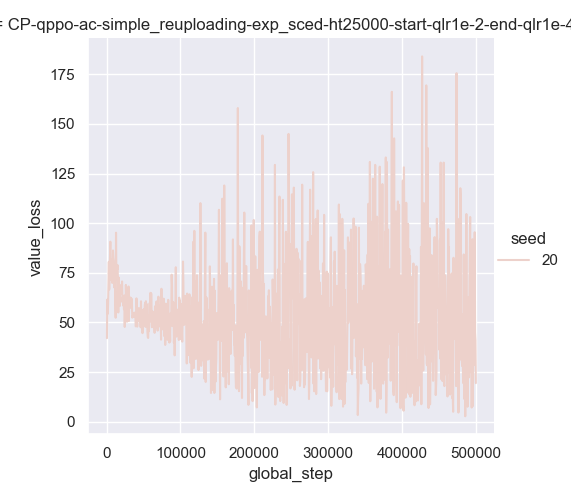 = CP-qppo-ac-simple_reuploading-exp_sced-ht25000-start-qlr1e-2-end-qlr1e-4
175
150
125
100
75
50
25
0
value_loss
0 100000 200000 300000 400000 500000
global_step
seed
20